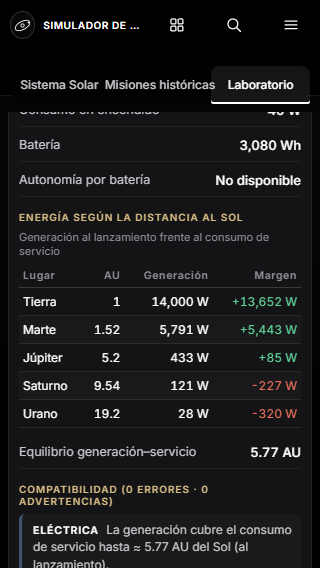 SIMULADOR DE ...
Sistema Solar Misiones históricas Laboratorio
Consumo en encendido 40 W
Batería 3,080 Wh
Autonomía por batería No disponible
ENERGÍA SEGÚN LA DISTANCIA AL SOL
Generación al lanzamiento frente al consumo de
servicio
Lugar AU Generación Margen
Tierra 1 14,000 W +13,652 W
Marte 1.52 5,791 W +5,443 W
Júpiter 5.2 433 W +85 W
Saturno 9.54 121 W -227 W
Urano 19.2 28 W -320 W
Equilibrio generación–servicio 5.77 AU
COMPATIBILIDAD (0 ERRORES · 0
ADVERTENCIAS)
ELÉCTRICA La generación cubre el consumo
de servicio hasta ≈ 5.77 AU del Sol (al
lanzamiento).